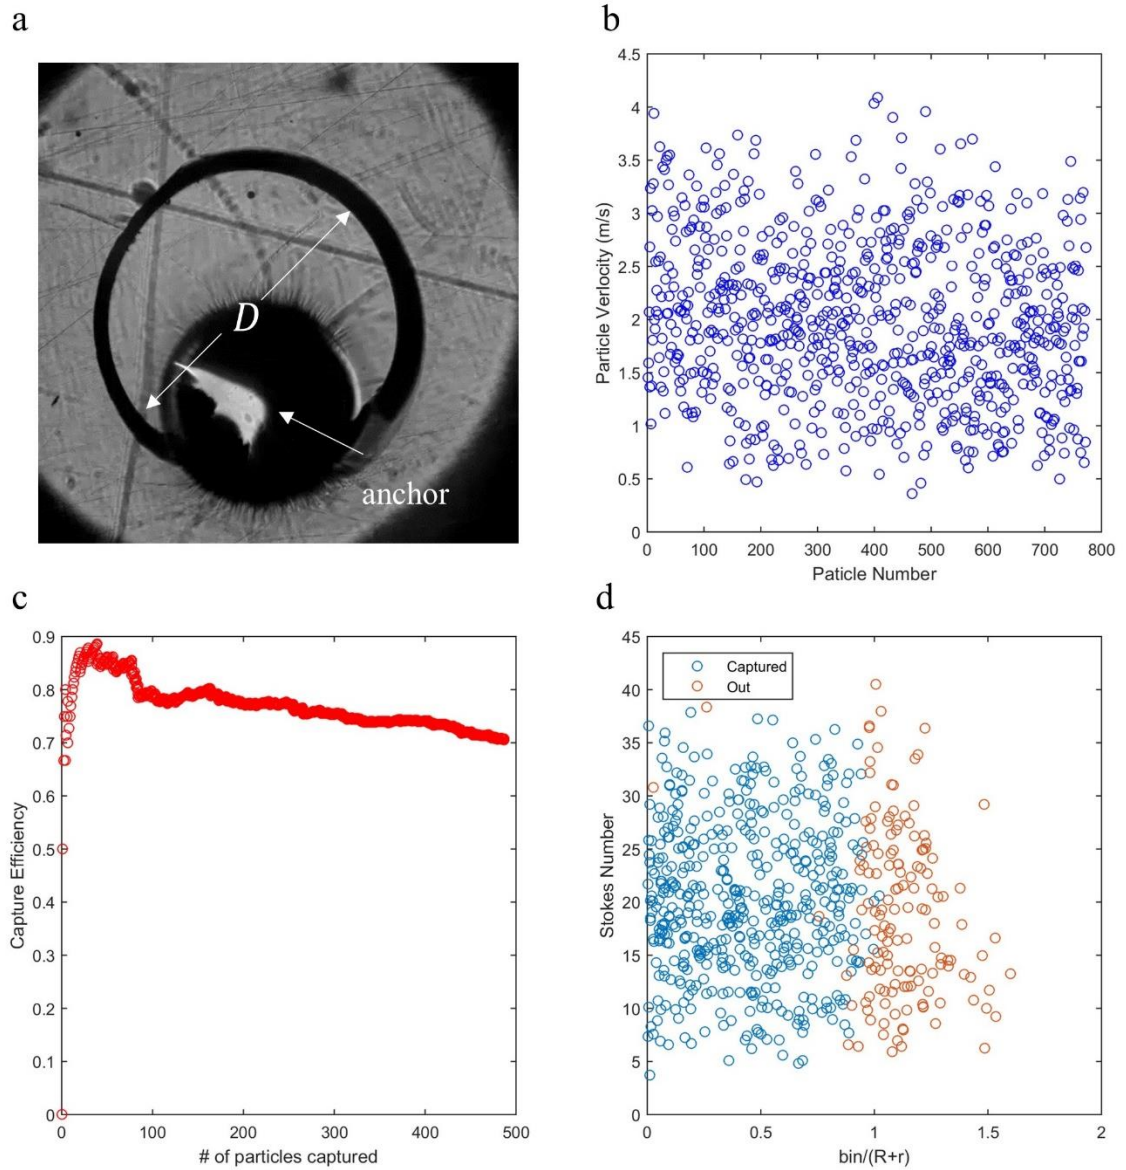 a
D
anchor
b
4.5
4
3.5
3
2.5
2
1.5
1
0.5
0
0 100 200 300 400 500 600 700 800
Particle Verlocity (m/s)
Paticle Number
c
0.9
0.8
0.7
0.6
0.5
0.4
0.3
0.2
0.1
0
0 100 200 300 400 500
Capture Efficiency
# of particles captured
d
45
40
35
30
25
20
15
10
5
0
0 0.5 1 1.5 2
Captured
Out
Stokes Number
bin/(R+r)